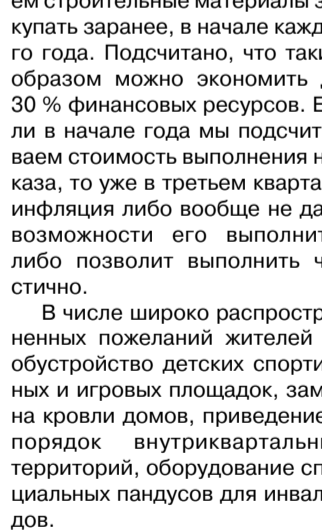 ем строительные материалы з
купать заранее, в начале кажд
го года. Подсчитано, что таки
образом можно экономить
30 % финансовых ресурсов. Е
ли в начале года мы подсчит
ваем стоимость выполнения н
каза, то уже в третьем кварта
инфляция либо вообще не да
возможности его выполнит
либо позволит выполнить ч
стично.
В числе широко распростр
ненных пожеланий жителей
обустройство детских спорти
ных и игровых площадок, зам
на кровли домов, приведение
порядок внутриквартальн
территорий, оборудование сп
циальных пандусов для инвал
дов.